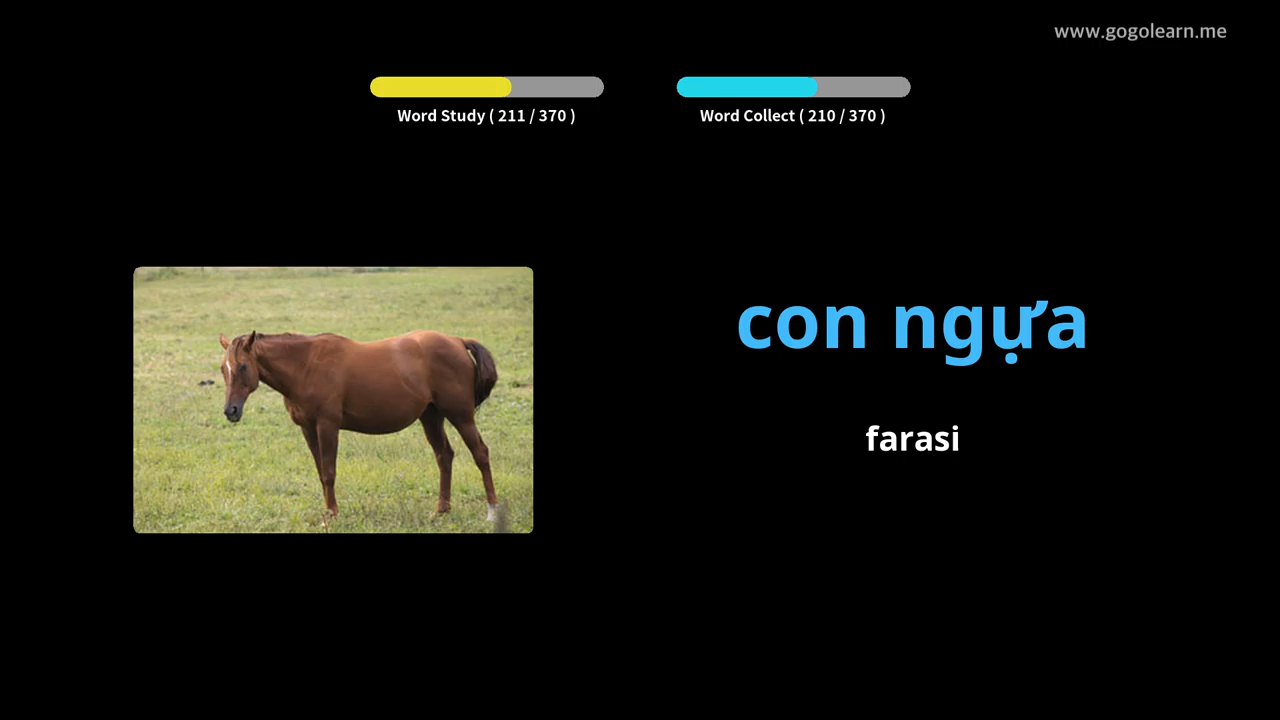 www.gogolearn.me
Word Study ( 211 / 370 )
Word Collect ( 210 / 370 )
con ngựa
farasi